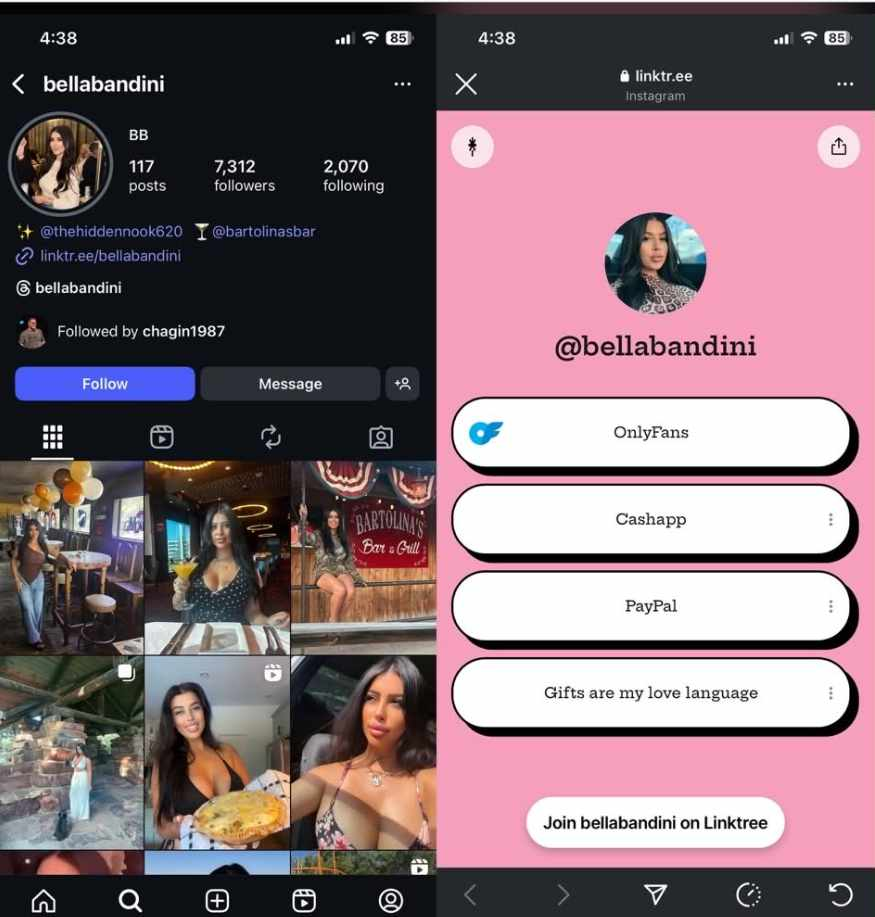 4:38
85
bellabandini
BB
117
7,312
2,070
posts
followers
following
@thehiddennook620 @bartolinasbar
linktr.ee/bellabandini
bellabandini
Followed by chagin1987
Follow
Message
BARTOLINA'S
Bar & Grill
4:38
85
linktr.ee
Instagram
@bellabandini
OnlyFans
Cashapp
PayPal
Gifts are my love language
Join bellabandini on Linktree